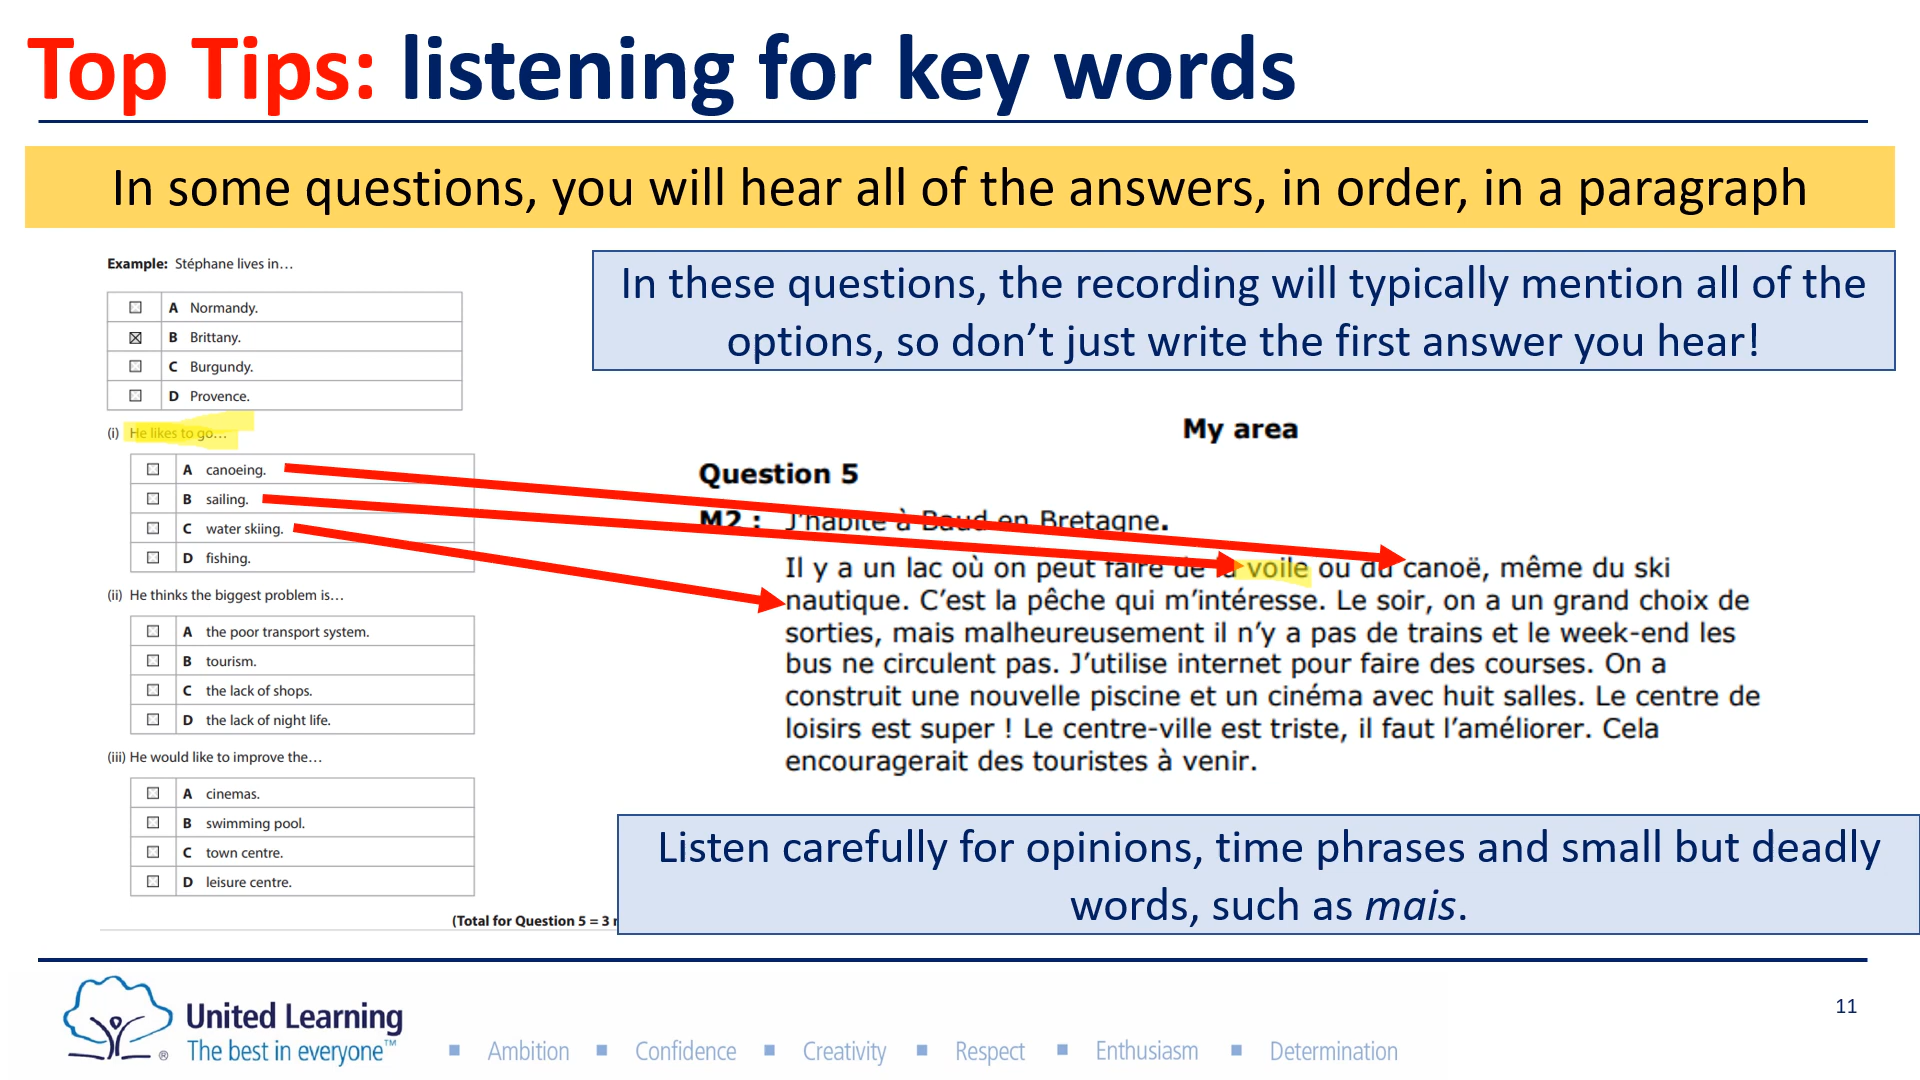 Top Tips: listening for key words
In some questions, you will hear all of the answers, in order, in a paragraph
Example: Stéphane lives in…
A Normandy.
B Brittany.
C Burgundy.
D Provence.
(i) He likes to go…
A canoeing.
B sailing.
C water skiing.
D fishing.
(ii) He thinks the biggest problem is…
A the poor transport system.
B tourism.
C the lack of shops.
D the lack of night life.
(iii) He would like to improve the…
A cinemas.
B swimming pool.
C town centre.
D leisure centre.
(Total for Question 5 = 3
In these questions, the recording will typically mention all of the
options, so don’t just write the first answer you hear!
My area
Question 5
M2 : J’habite à Baud en Bretagne.
Il y a un lac où on peut faire de la voile ou du canoë, même du ski
nautique. C’est la pêche qui m’intéresse. Le soir, on a un grand choix de
sorties, mais malheureusement il n’y a pas de trains et le week-end les
bus ne circulent pas. J’utilise internet pour faire des courses. On a
construit une nouvelle piscine et un cinéma avec huit salles. Le centre de
loisirs est super ! Le centre-ville est triste, il faut l’améliorer. Cela
encouragerait des touristes à venir.
Listen carefully for opinions, time phrases and small but deadly
words, such as mais.
United Learning
The best in everyone™
®
▪ Ambition ▪ Confidence ▪ Creativity ▪ Respect ▪ Enthusiasm ▪ Determination
11